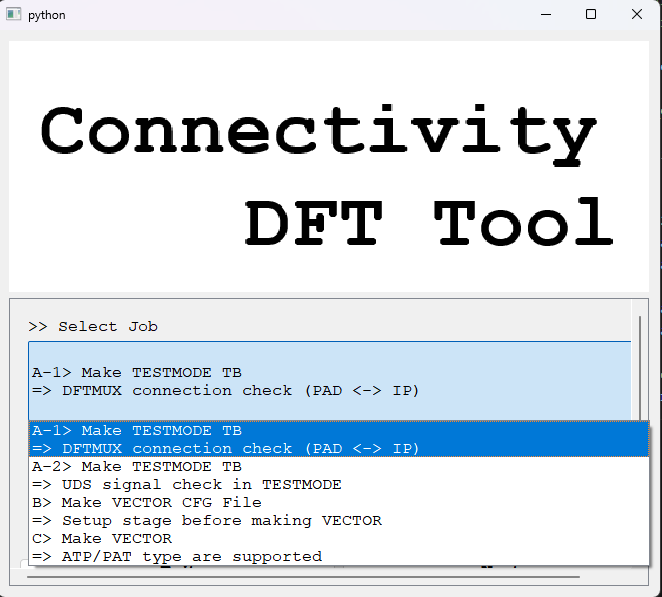 python
Connectivity
DFT Tool
>> Select Job
A-1> Make TESTMODE TB
=> DFTMUX connection check (PAD <-> IP)
A-1> Make TESTMODE TB
=> DFTMUX connection check (PAD <-> IP)
A-2> Make TESTMODE TB
=> UDS signal check in TESTMODE
B> Make VECTOR CFG File
=> Setup stage before making VECTOR
C> Make VECTOR
=> ATP/PAT type are supported